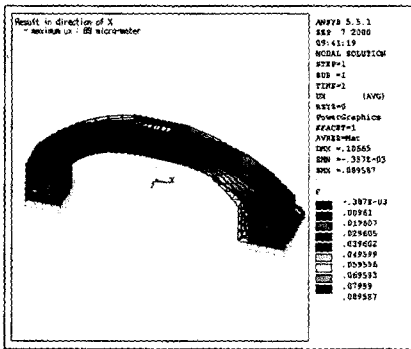 Result in direction of X
- maximum ux : 89 micro-meter
X
ANSYS 5.5.1
SEP 7 2000
09:41:19
NODAL SOLUTION
STEP=1
SUB =1
TIME=1
UX (AVG)
RSYS=0
PowerGraphics
EFACET=1
AVRES=Mat
DMX =.10665
SMN =-.387E-03
SMX =.089587
-.387E-03
.00961
.019607
.029605
.039602
.049599
.059596
.069593
.07959
.089587